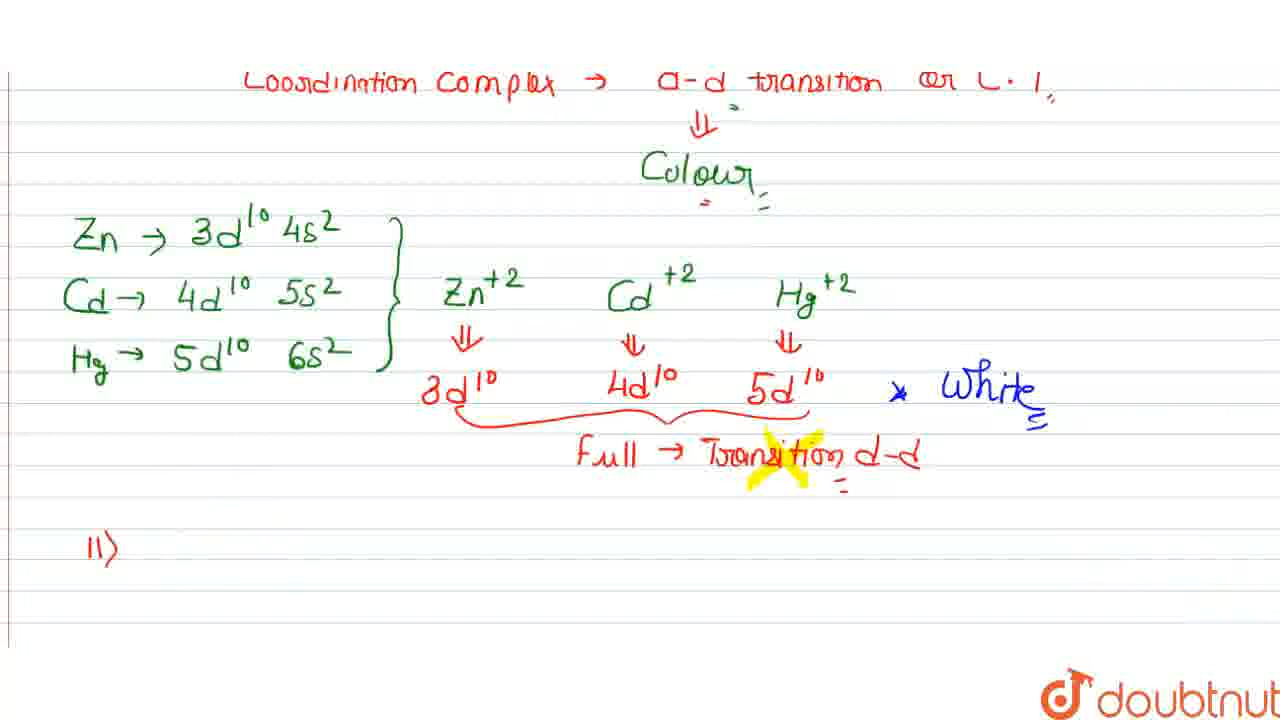 Coordination Complex → d-d transition or C.T
⇓
Colour
Zn → 3d¹⁰ 4s²
Cd → 4d¹⁰ 5s²
Hg → 5d¹⁰ 6s²
Zn⁺² Cd⁺² Hg⁺²
⇓ ⇓ ⇓
3d¹⁰ 4d¹⁰ 5d¹⁰ * White
Full → Transition d-d
11)
doubtnut